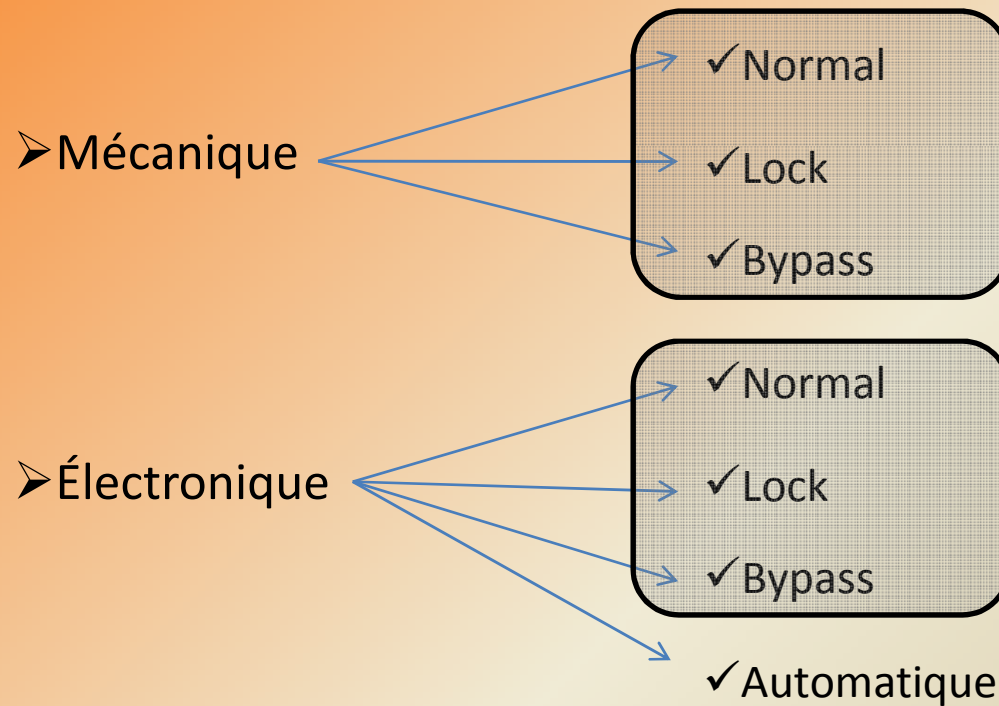 ➢Mécanique
✓Normal
✓Lock
✓Bypass
➢Électronique
✓Normal
✓Lock
✓Bypass
✓Automatique